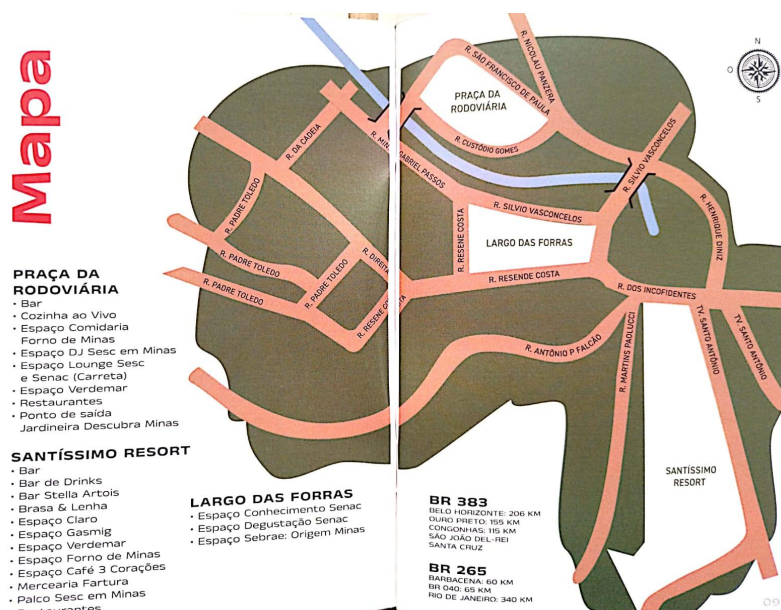 Mapa
PRAÇA DA
RODOVIÁRIA
• Bar
• Cozinha ao Vivo
• Espaço Comidaria
Forno de Minas
• Espaço DJ Sesc em Minas
• Espaço Lounge Sesc
e Senac (Carreta)
• Espaço Verdemar
• Restaurantes
• Ponto de saída
Jardineira Descubra Minas
SANTÍSSIMO RESORT
• Bar
• Bar de Drinks
• Bar Stella Artois
• Brasa & Lenha
• Espaço Claro
• Espaço Gasmig
• Espaço Verdemar
• Espaço Forno de Minas
• Espaço Café 3 Corações
• Mercearia Fartura
• Palco Sesc em Minas
LARGO DAS FORRAS
• Espaço Conhecimento Senac
• Espaço Degustação Senac
• Espaço Sebrae: Origem Minas
R. DA CADEIA
R. PADRE TOLEDO
R. PADRE TOLEDO
R. PADRE TOLEDO
R. PADRE TOLEDO
R. DIREITA
R. RESENE
R. GABRIEL PASSOS
R. SÃO FRANCISCO DE PAULA
R. NICOLAU PANZERA
PRAÇA DA
RODOVIÁRIA
R. CUSTÓDIO GOMES
R. SILVIO VASCONCELOS
R. SILVIO VASCONCELOS
R. HENRIQUE DINIZ
R. RESENE COSTA
LARGO DAS FORRAS
R. RESENDE COSTA
R. DOS INCOFIDENTES
R. ANTÔNIO P FALCÃO
R. MARTINS PAOLUCCI
TV. SANTO ANTÔNIO
TV. SANTO ANTÔNIO
SANTÍSSIMO
RESORT
N
O
S
BR 383
BELO HORIZONTE: 206 KM
OURO PRETO: 155 KM
CONGONHAS: 115 KM
SÃO JOÃO DEL-REI
SANTA CRUZ
BR 265
BARBACENA: 60 KM
BR 040: 65 KM
RIO DE JANEIRO: 340 KM